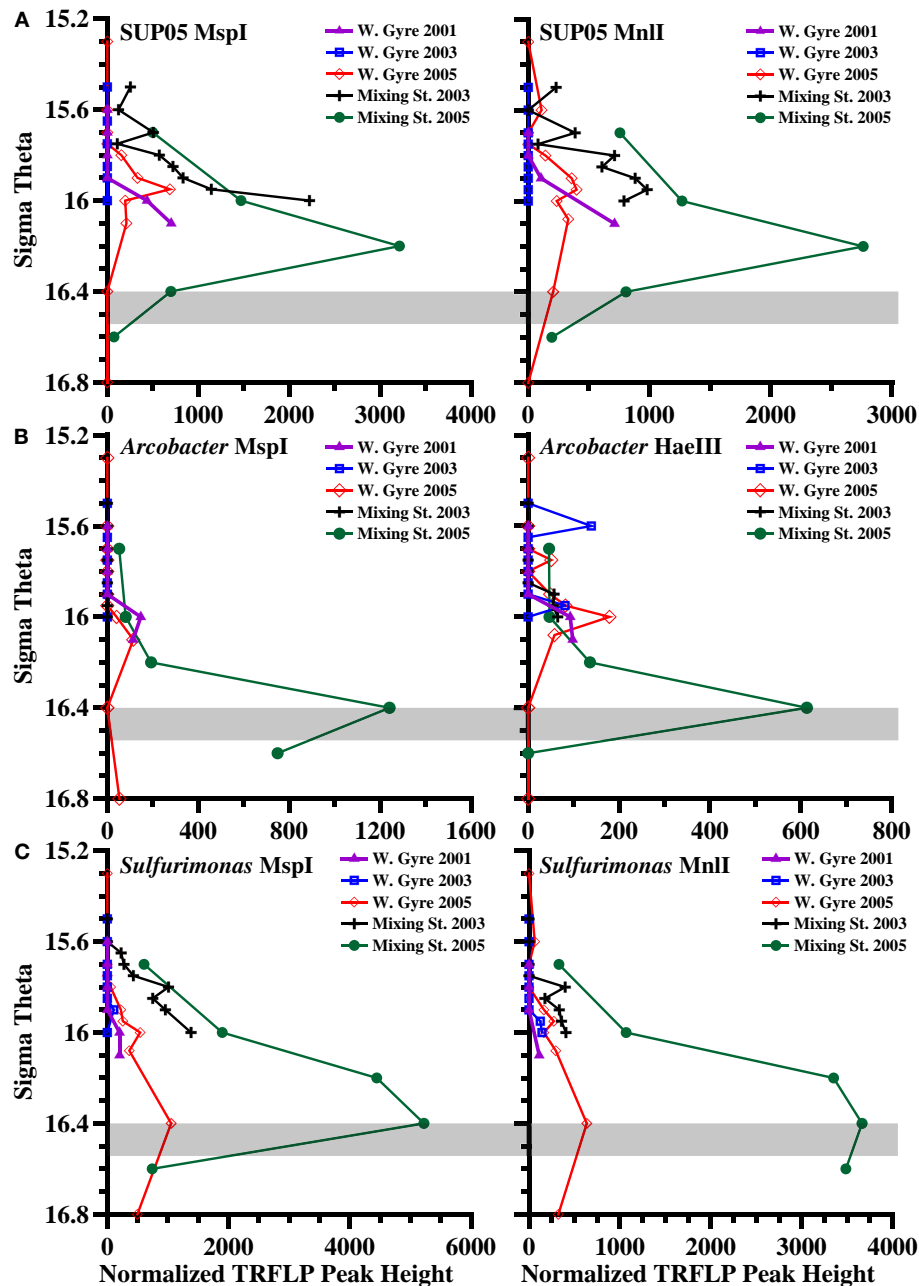 A
SUP05 MspI
W. Gyre 2001
W. Gyre 2003
W. Gyre 2005
Mixing St. 2003
Mixing St. 2005
SUP05 MnlI
W. Gyre 2001
W. Gyre 2003
W. Gyre 2005
Mixing St. 2003
Mixing St. 2005
Sigma Theta
15.2
15.6
16
16.4
16.8
0 1000 2000 3000 4000
0 1000 2000 3000
B
Arcobacter MspI
W. Gyre 2001
W. Gyre 2003
W. Gyre 2005
Mixing St. 2003
Mixing St. 2005
Arcobacter HaeIII
W. Gyre 2001
W. Gyre 2003
W. Gyre 2005
Mixing St. 2003
Mixing St. 2005
Sigma Theta
15.2
15.6
16
16.4
16.8
0 400 800 1200 1600
0 200 400 600 800
C
Sulfurimonas MspI
W. Gyre 2001
W. Gyre 2003
W. Gyre 2005
Mixing St. 2003
Mixing St. 2005
Sulfurimonas MnlI
W. Gyre 2001
W. Gyre 2003
W. Gyre 2005
Mixing St. 2003
Mixing St. 2005
Sigma Theta
15.2
15.6
16
16.4
16.8
0 2000 4000 6000
0 1000 2000 3000 4000
Normalized TRFLP Peak Height
Normalized TRFLP Peak Height